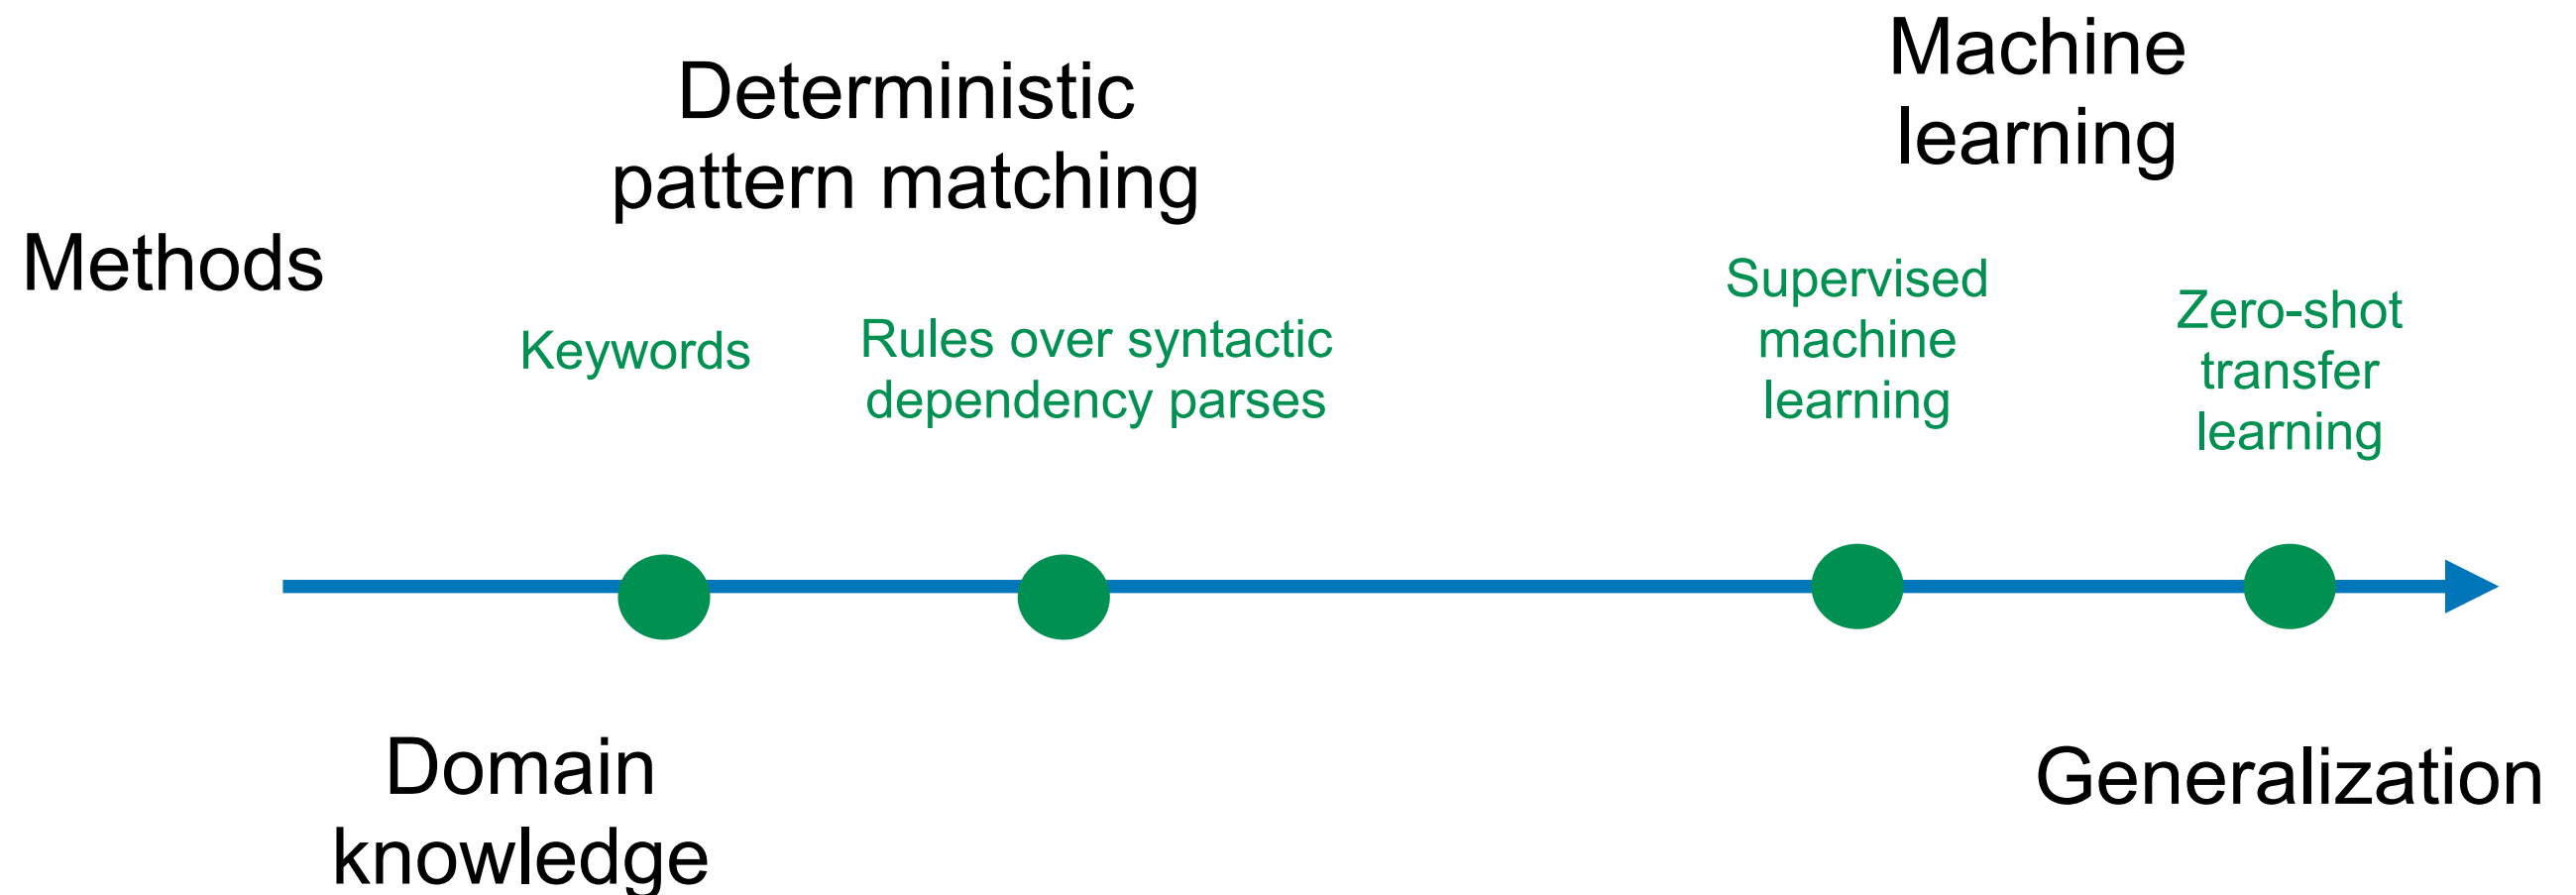 Methods
Deterministic
pattern matching
Machine
learning
Keywords
Rules over syntactic
dependency parses
Supervised
machine
learning
Zero-shot
transfer
learning
Domain
knowledge
Generalization